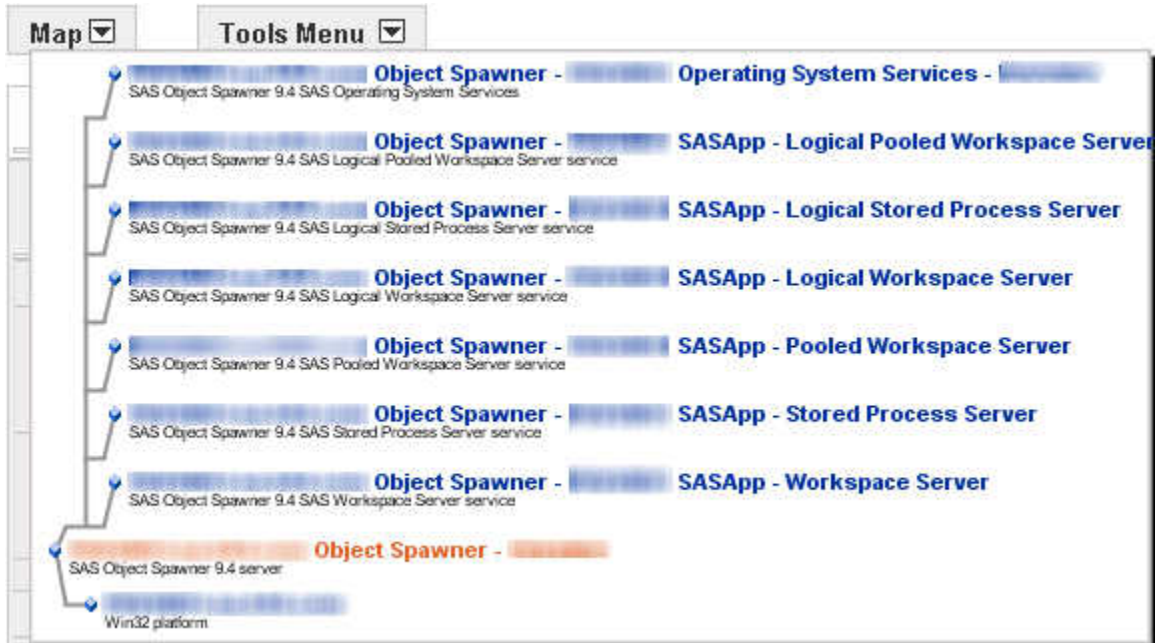 Map
Tools Menu
Object Spawner - Operating System Services -
SAS Object Spawner 9.4 SAS Operating System Services
Object Spawner - SASApp - Logical Pooled Workspace Server
SAS Object Spawner 9.4 SAS Logical Pooled Workspace Server service
Object Spawner - SASApp - Logical Stored Process Server
SAS Object Spawner 9.4 SAS Logical Stored Process Server service
Object Spawner - SASApp - Logical Workspace Server
SAS Object Spawner 9.4 SAS Logical Workspace Server service
Object Spawner - SASApp - Pooled Workspace Server
SAS Object Spawner 9.4 SAS Pooled Workspace Server service
Object Spawner - SASApp - Stored Process Server
SAS Object Spawner 9.4 SAS Stored Process Server service
Object Spawner - SASApp - Workspace Server
SAS Object Spawner 9.4 SAS Workspace Server service
Object Spawner -
SAS Object Spawner 9.4 server
Win32 platform